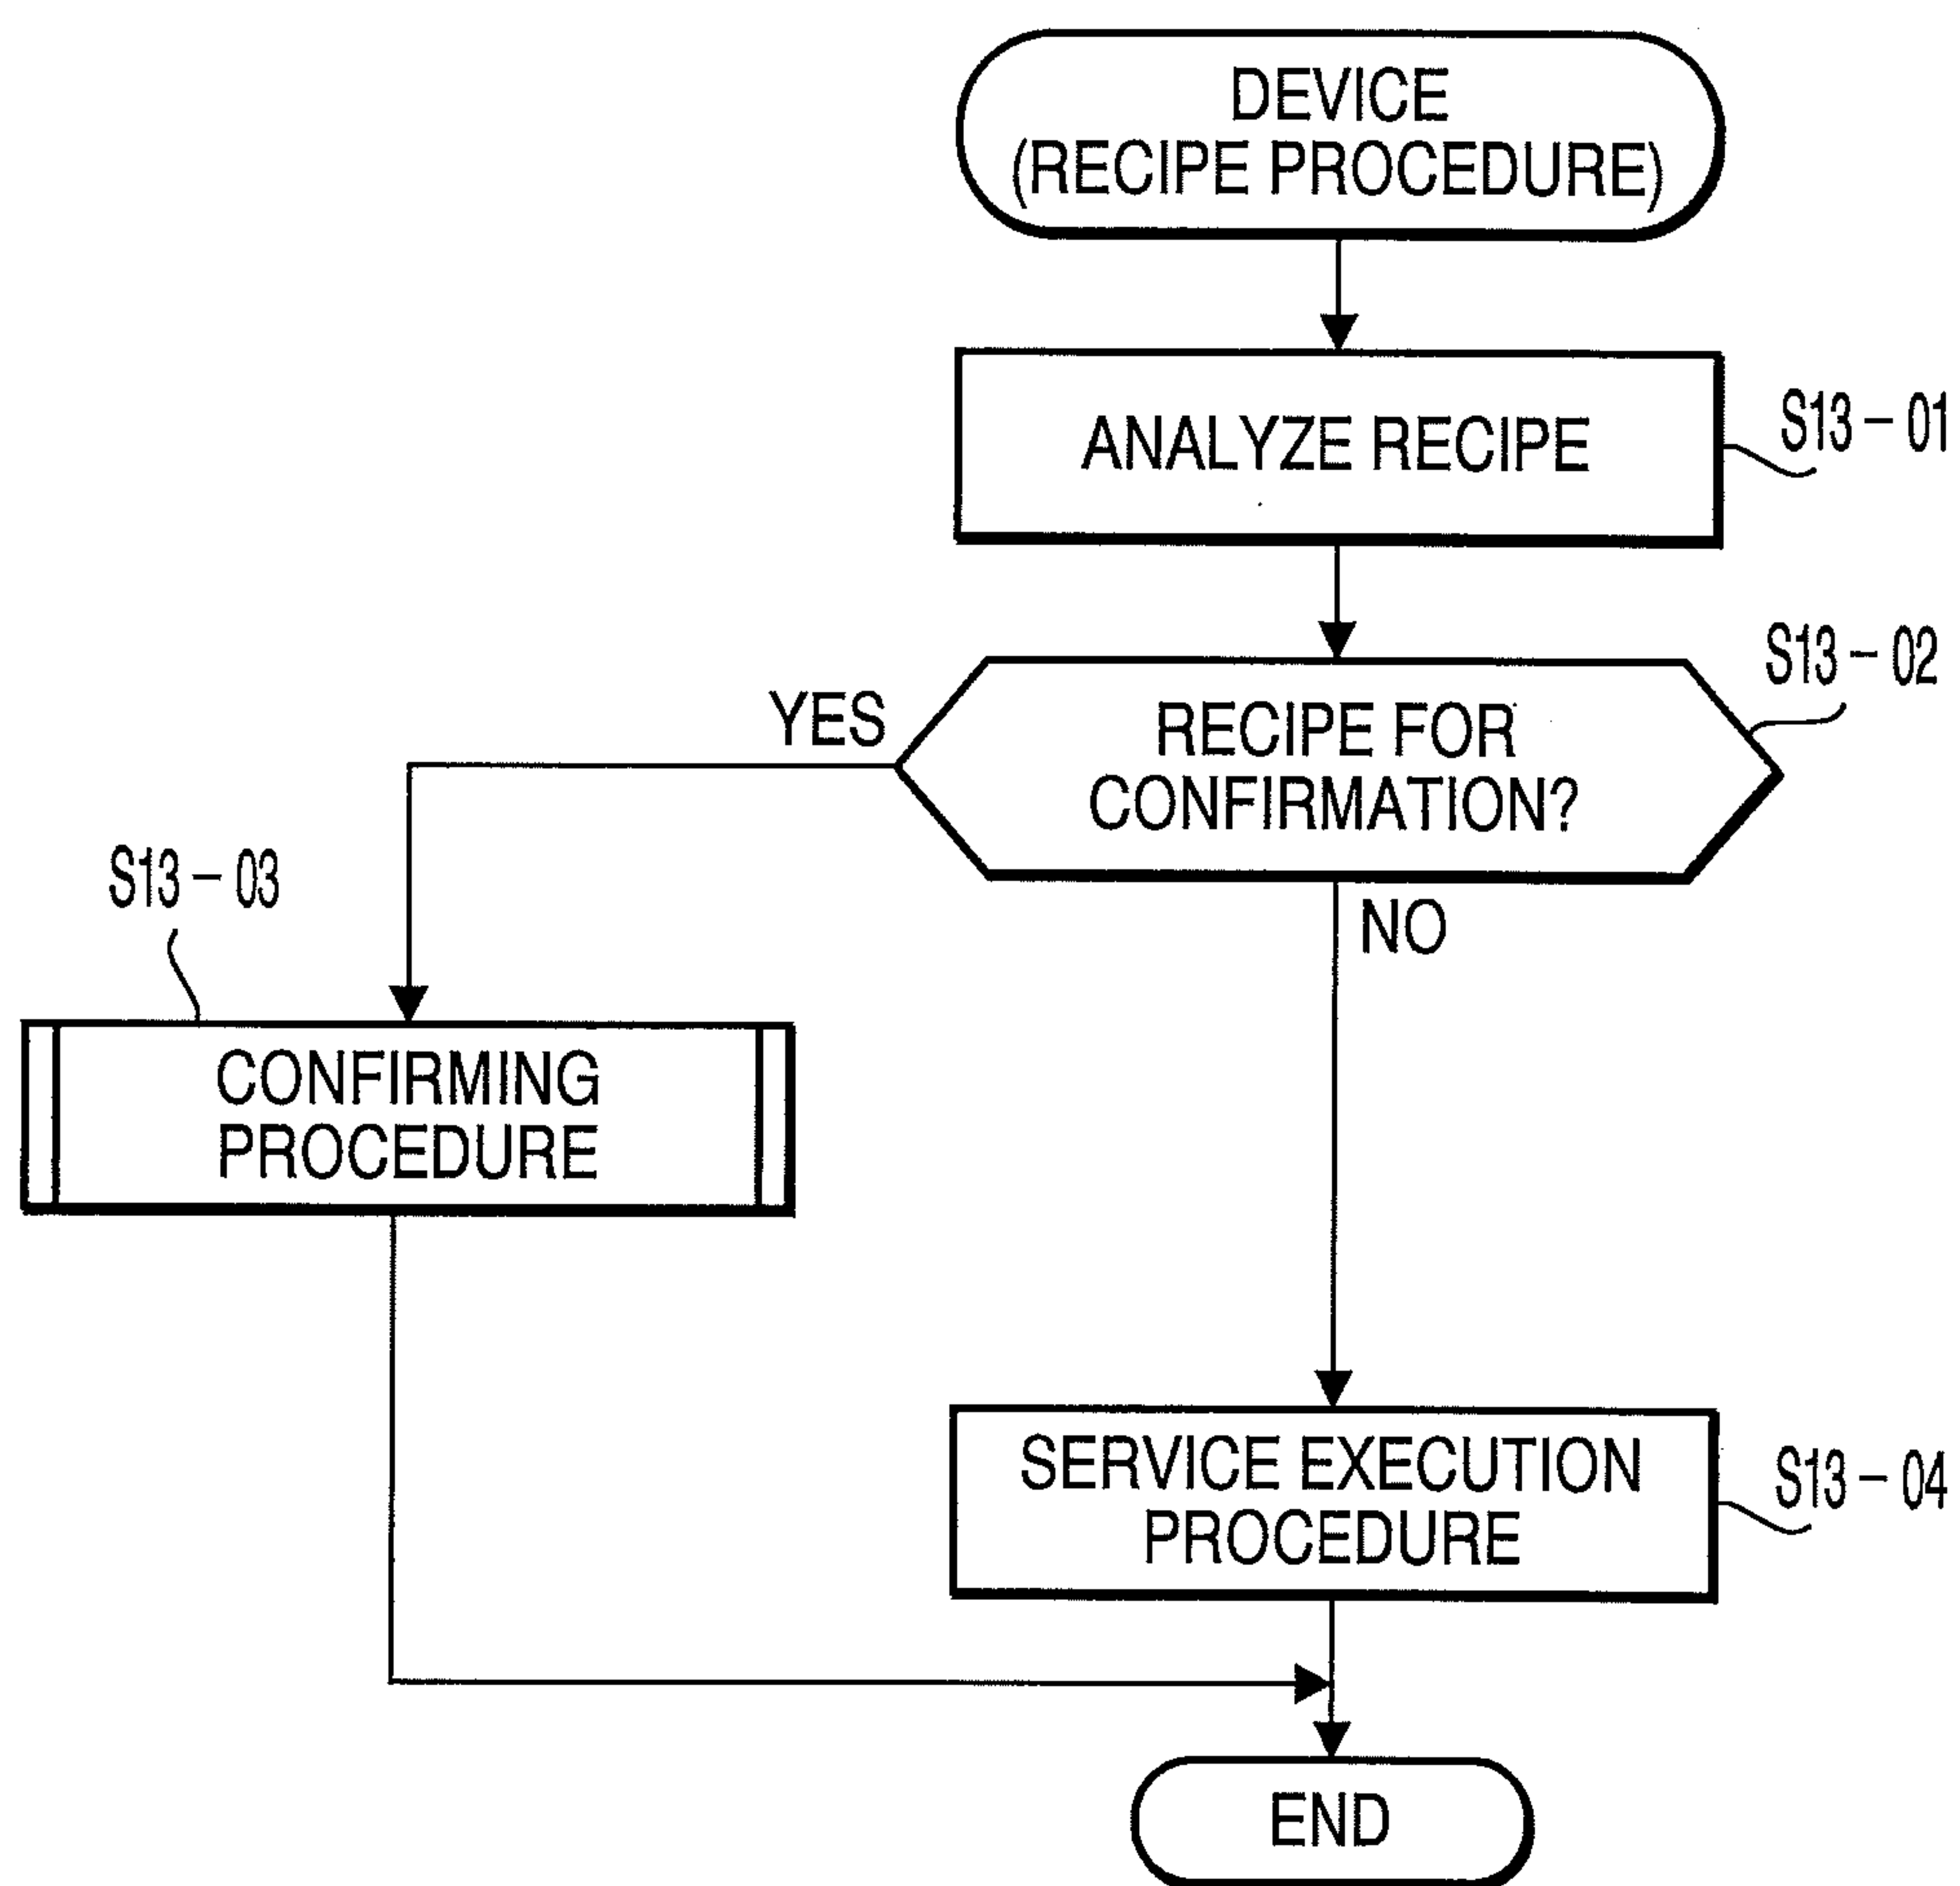 DEVICE
(RECIPE PROCEDURE)
ANALYZE RECIPE
S13-01
S13-02
YES
RECIPE FOR
CONFIRMATION?
S13-03
NO
CONFIRMING
PROCEDURE
SERVICE EXECUTION
PROCEDURE
S13-04
END